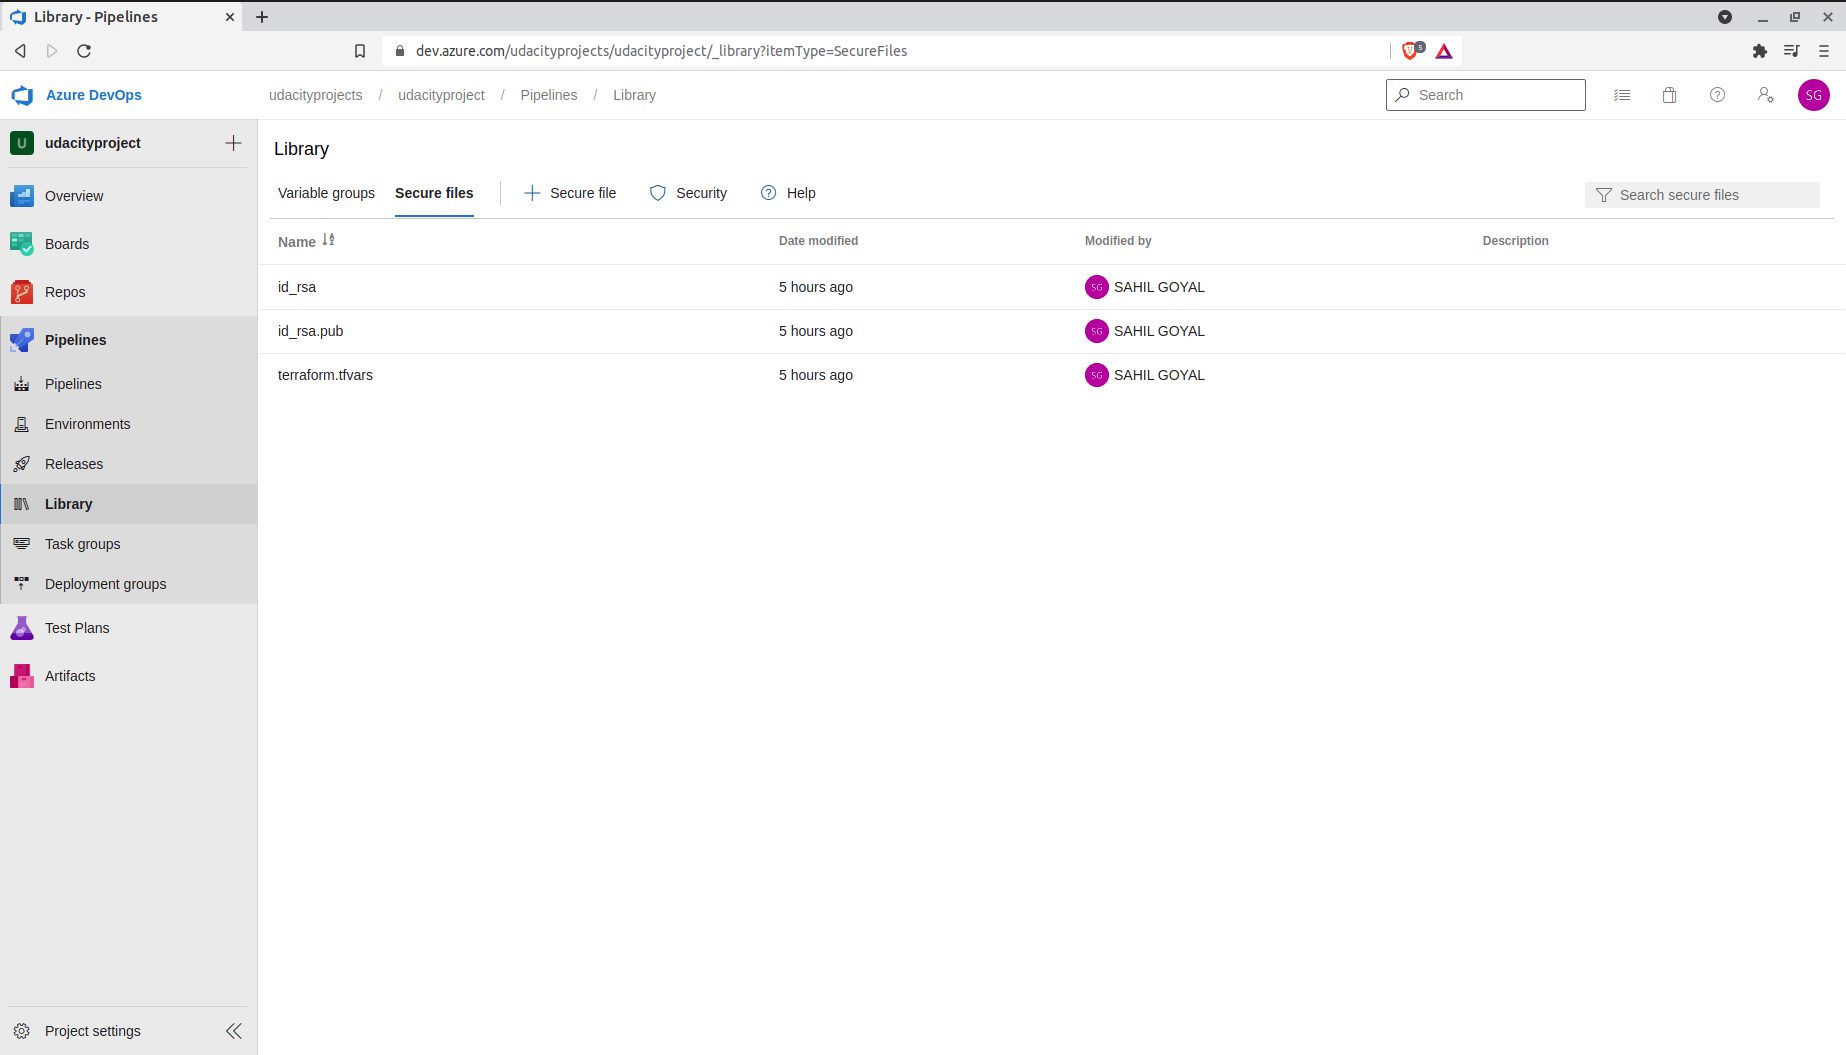 Library - Pipelines
dev.azure.com/udacityprojects/udacityproject/_library?itemType=SecureFiles
5
Azure DevOps
udacityprojects / udacityproject / Pipelines / Library
Search
SG
U udacityproject
Overview
Boards
Repos
Pipelines
Pipelines
Environments
Releases
Library
Task groups
Deployment groups
Test Plans
Artifacts
Project settings
Library
Variable groups Secure files Secure file Security Help
Search secure files
Name Date modified Modified by Description
id_rsa 5 hours ago SG SAHIL GOYAL
id_rsa.pub 5 hours ago SG SAHIL GOYAL
terraform.tfvars 5 hours ago SG SAHIL GOYAL